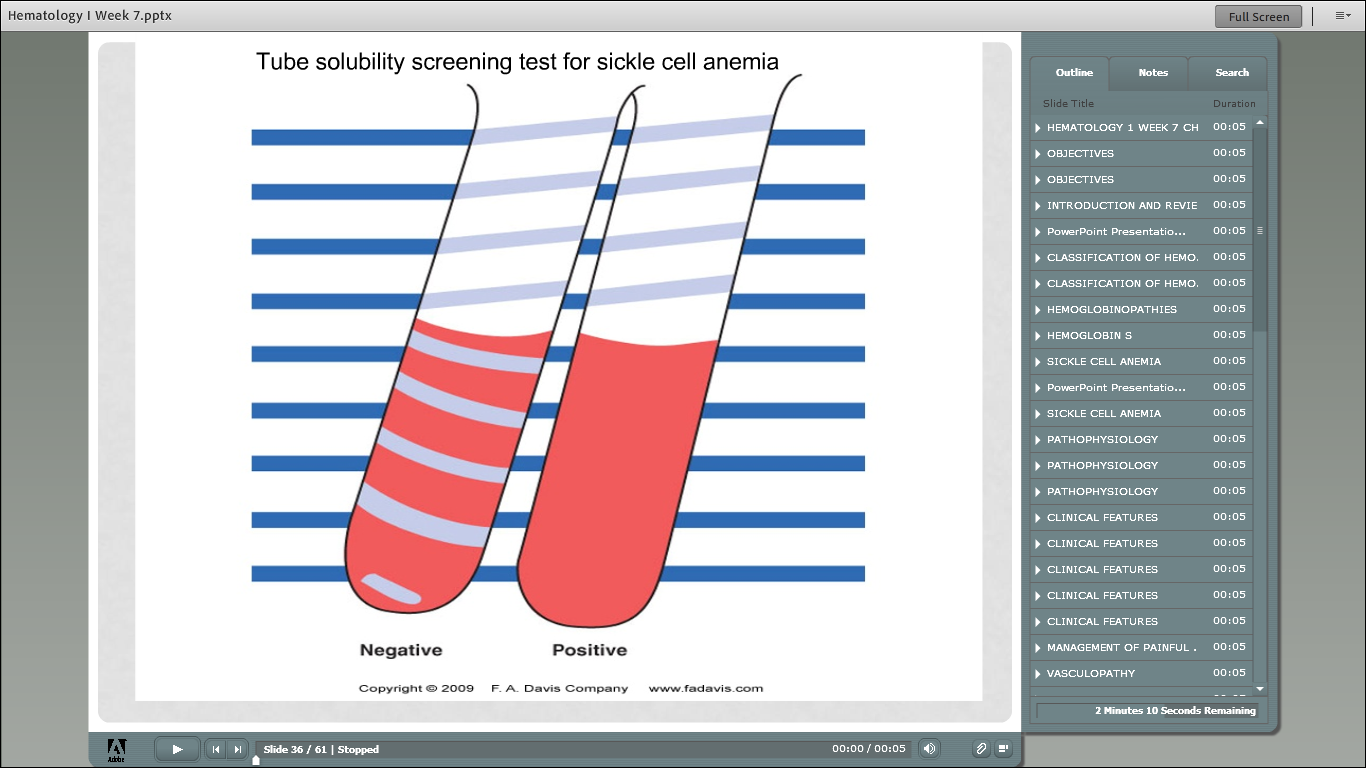 Hematology I Week 7.pptx
Full Screen
Tube solubility screening test for sickle cell anemia
Negative
Positive
Copyright © 2009 F. A. Davis Company www.fadavis.com
Outline
Notes
Search
Slide Title Duration
HEMATOLOGY 1 WEEK 7 CH 00:05
OBJECTIVES 00:05
OBJECTIVES 00:05
INTRODUCTION AND REVIE 00:05
PowerPoint Presentatio... 00:05
CLASSIFICATION OF HEMO. 00:05
CLASSIFICATION OF HEMO. 00:05
HEMOGLOBINOPATHIES 00:05
HEMOGLOBIN S 00:05
SICKLE CELL ANEMIA 00:05
PowerPoint Presentatio... 00:05
SICKLE CELL ANEMIA 00:05
PATHOPHYSIOLOGY 00:05
PATHOPHYSIOLOGY 00:05
PATHOPHYSIOLOGY 00:05
CLINICAL FEATURES 00:05
CLINICAL FEATURES 00:05
CLINICAL FEATURES 00:05
CLINICAL FEATURES 00:05
CLINICAL FEATURES 00:05
MANAGEMENT OF PAINFUL . 00:05
VASCULOPATHY 00:05
2 Minutes 10 Seconds Remaining
Adobe
Slide 36 / 61 | Stopped
00:00 / 00:05